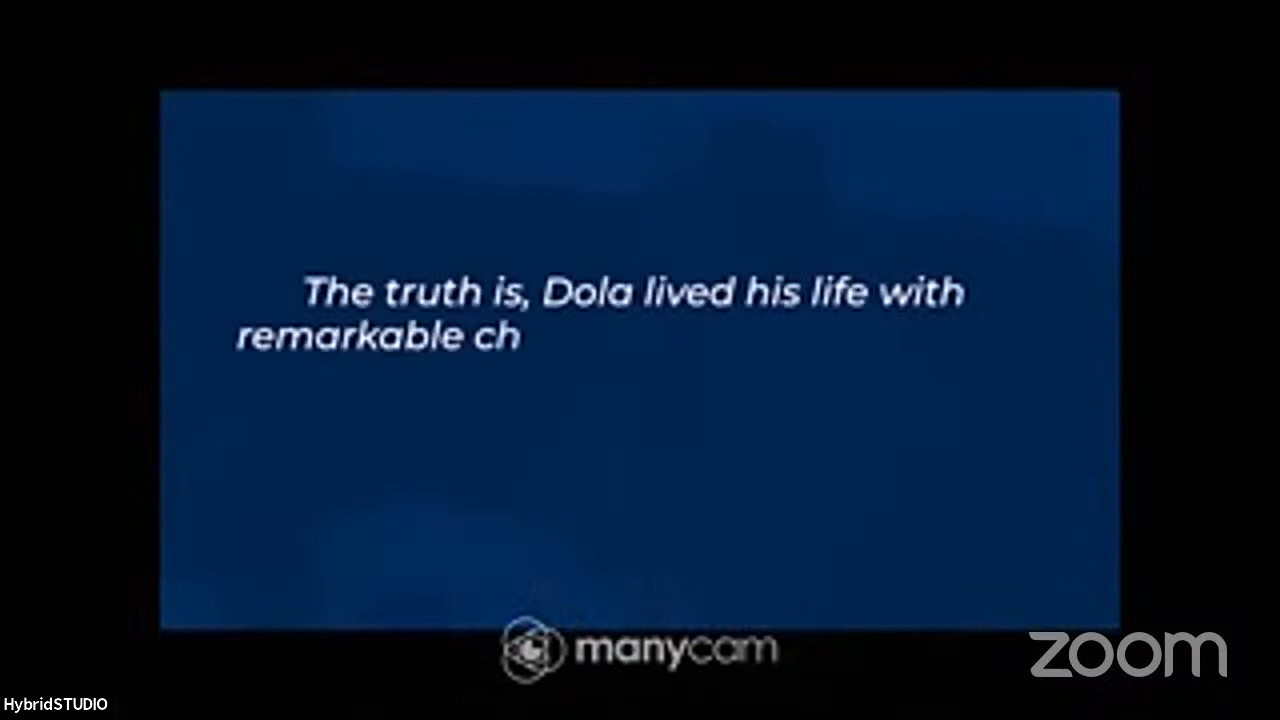 The truth is, Dola lived his life with
remarkable ch
manycam
zoom
HybridSTUDIO